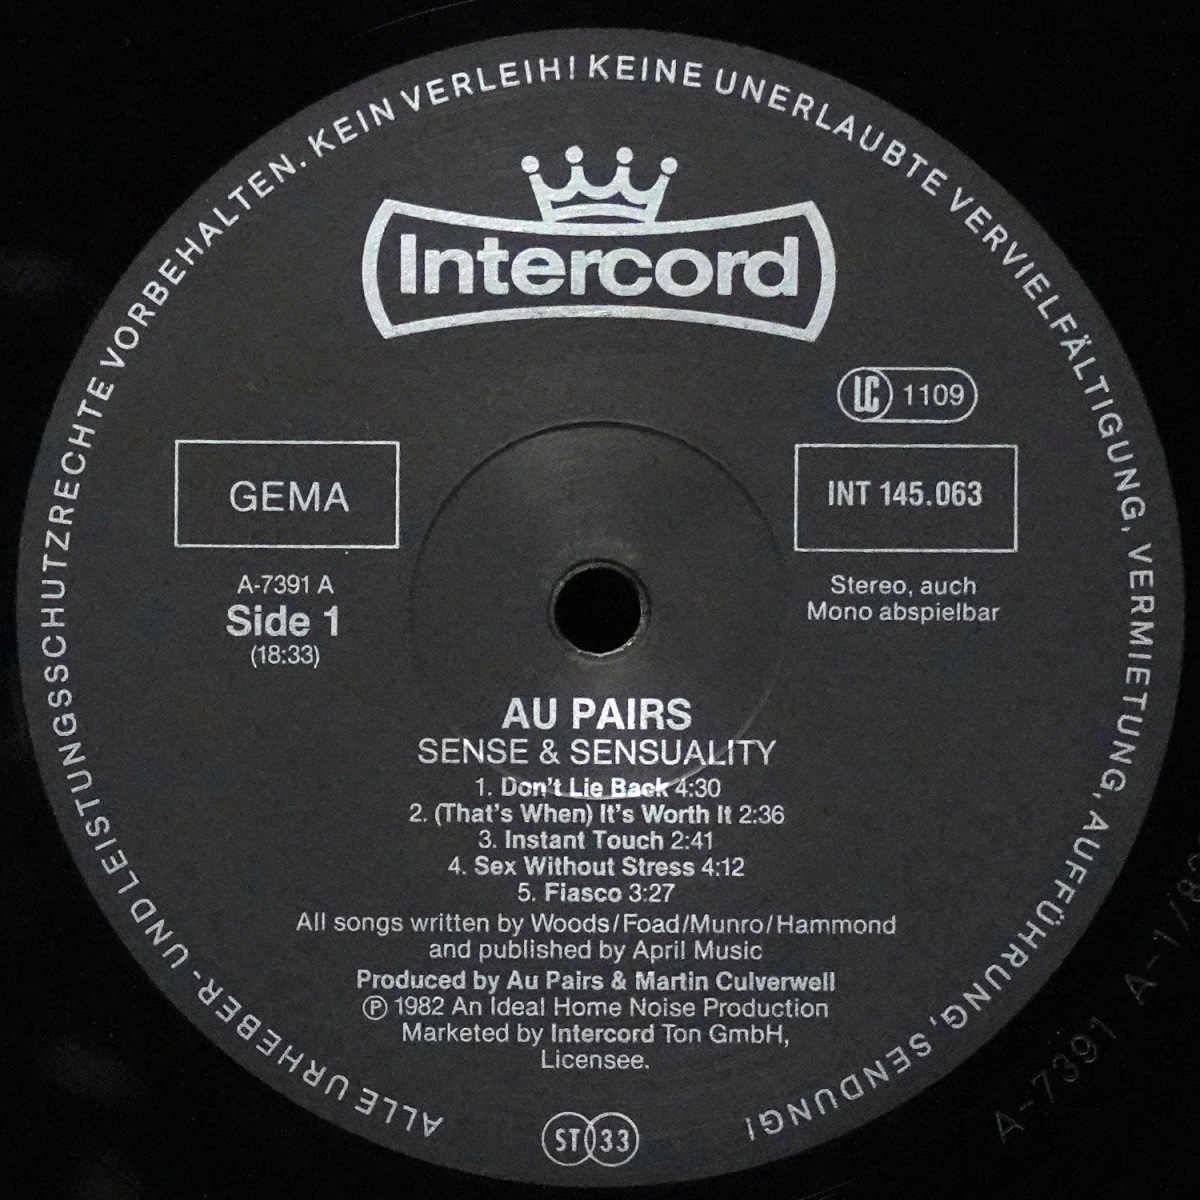 ALLE URHEBER- UND LEISTUNGSSCHUTZRECHTE VORBEHALTEN. KEIN VERLEIH! KEINE UNERLAUBTE VERVIELFÄLTIGUNG, VERMIETUNG, AUFFÜHRUNG, SENDUNG!
Intercord
LC 1109
GEMA
INT 145.063
A-7391 A
Side 1
(18:33)
Stereo, auch
Mono abspielbar
AU PAIRS
SENSE & SENSUALITY
1. Don't Lie Back 4:30
2. (That's When) It's Worth It 2:36
3. Instant Touch 2:41
4. Sex Without Stress 4:12
5. Fiasco 3:27
All songs written by Woods/Foad/Munro/Hammond
and published by April Music
Produced by Au Pairs & Martin Culverwell
℗ 1982 An Ideal Home Noise Production
Marketed by Intercord Ton GmbH,
Licensee.
ST 33
A-7391 A-1/8